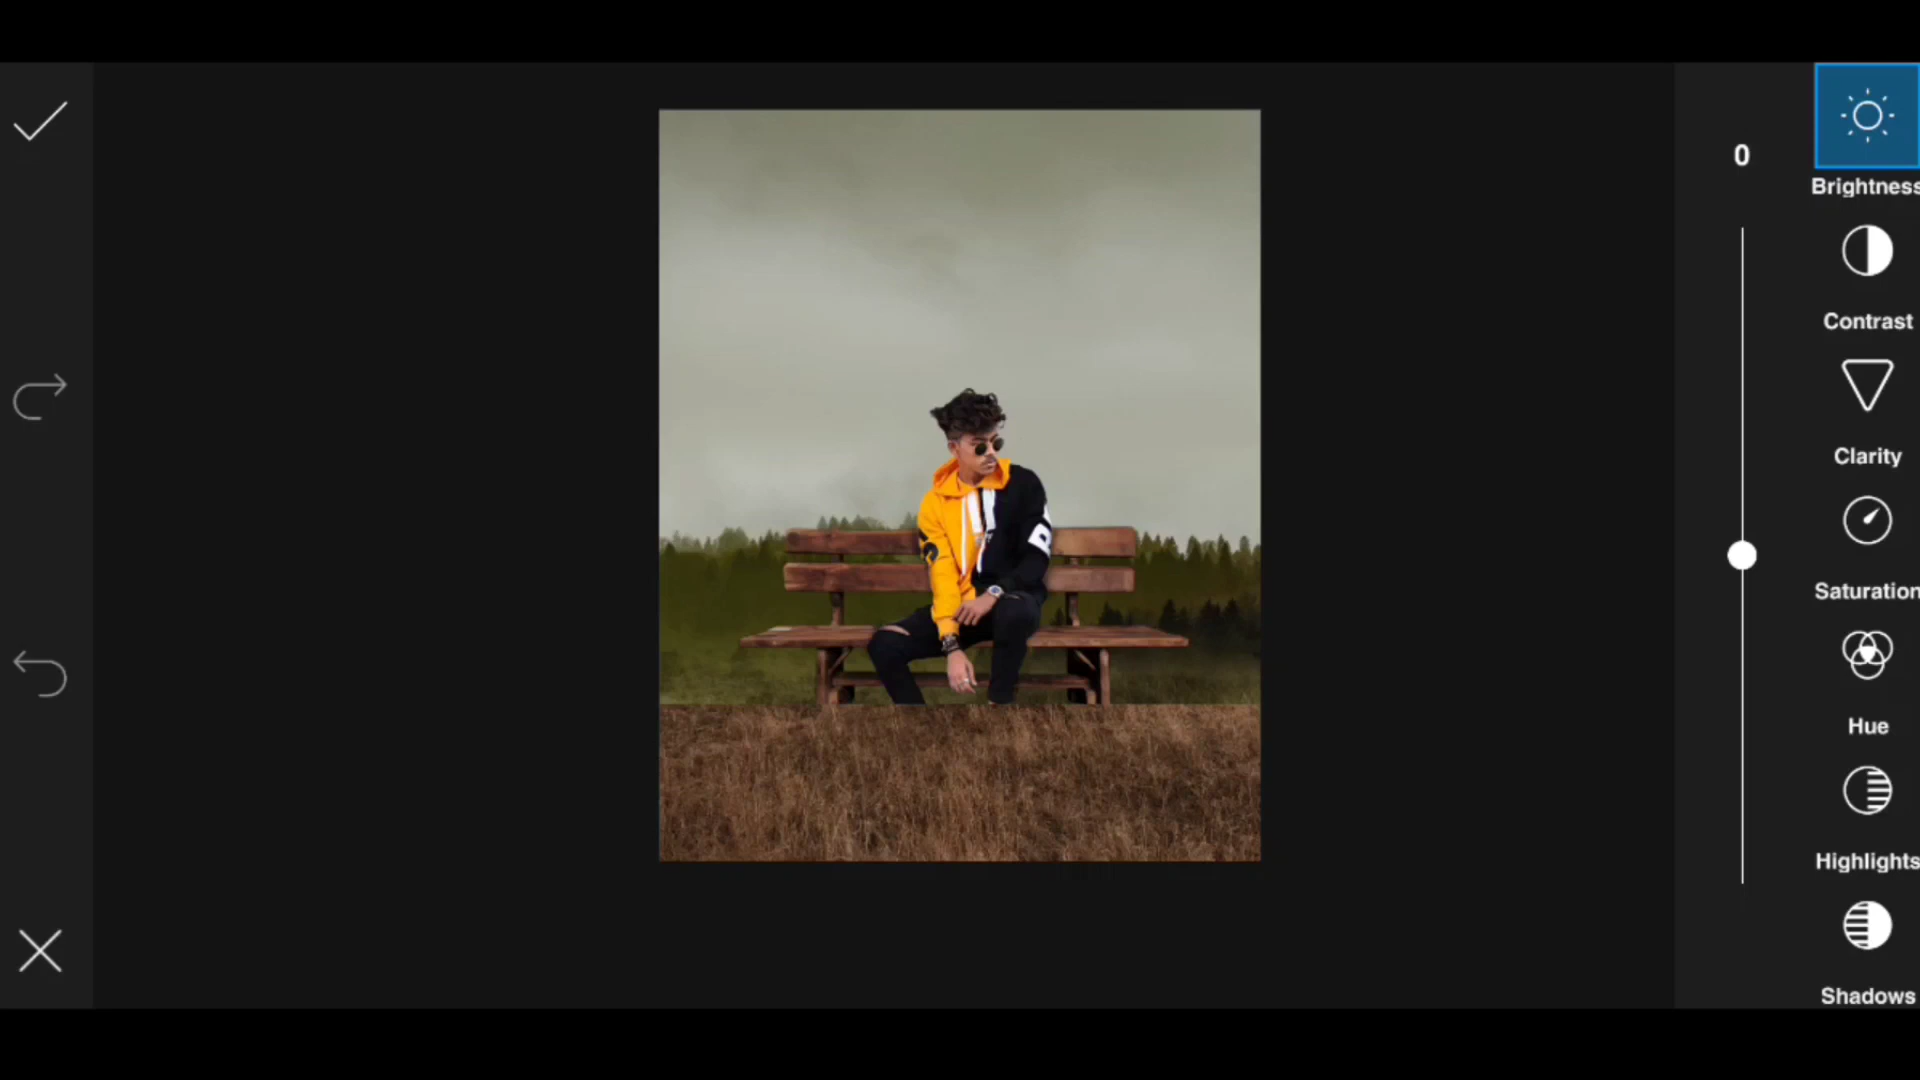 0
Brightness
Contrast
Clarity
Saturation
Hue
Highlights
Shadows